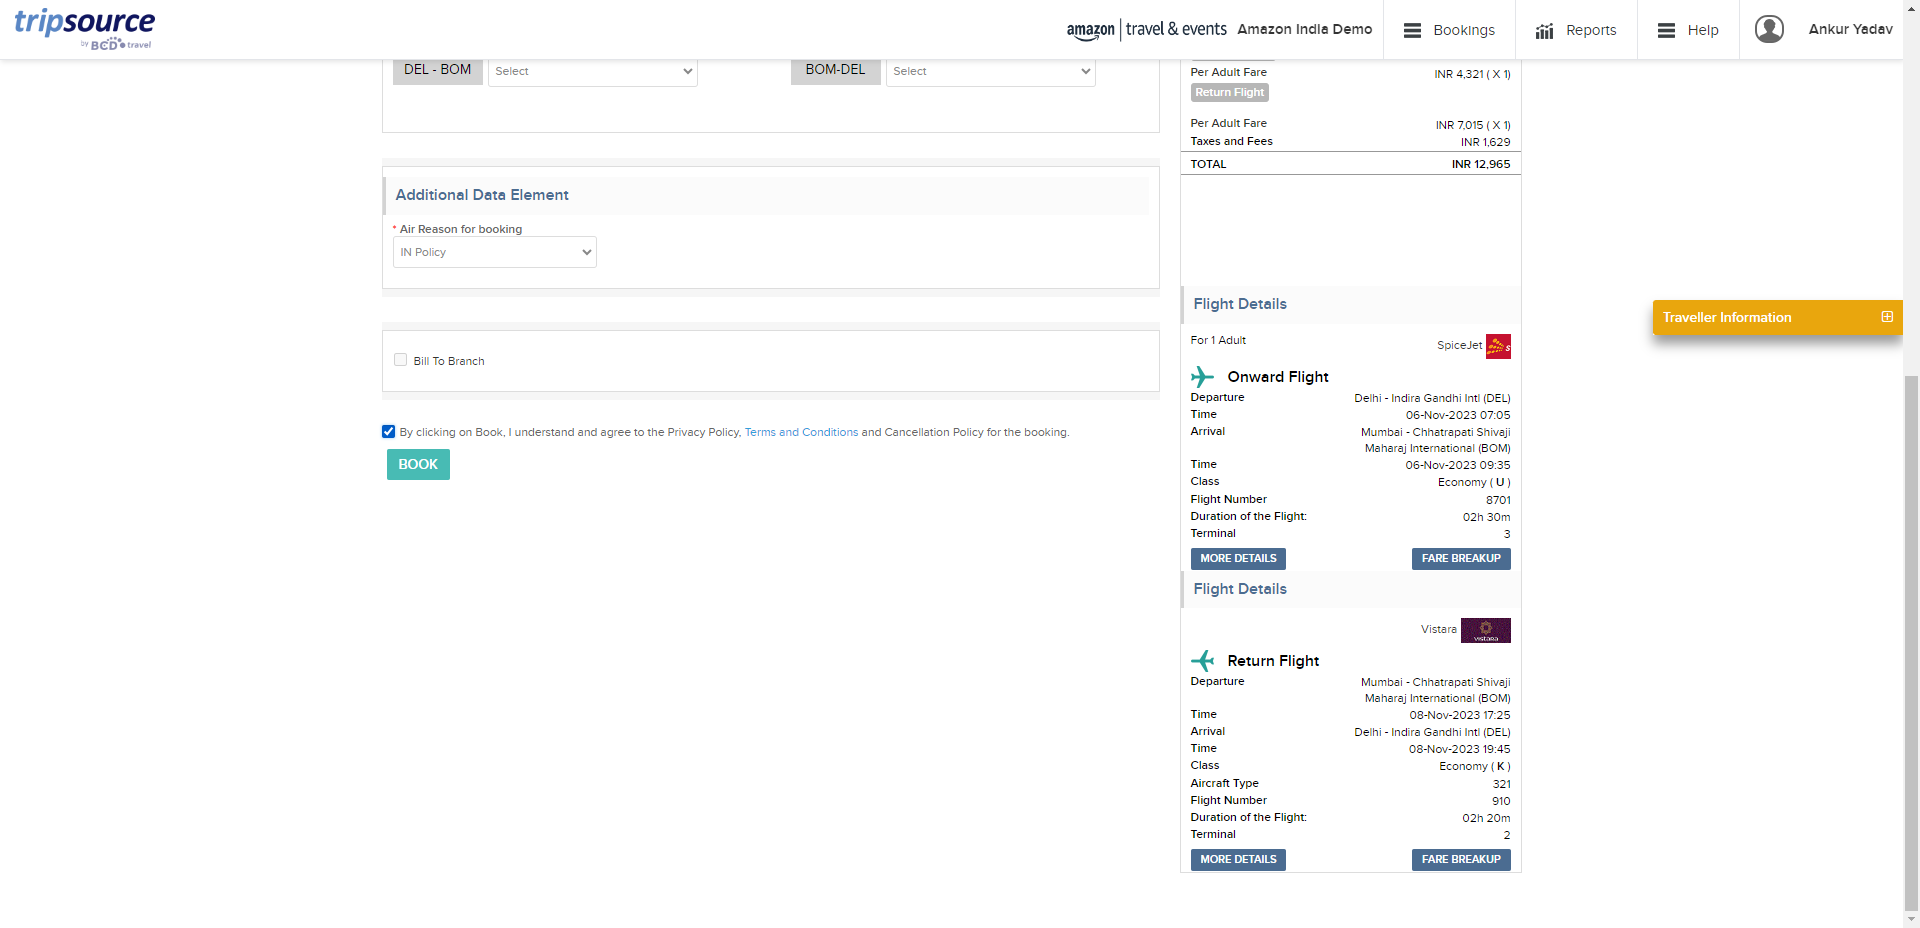 tripsource
by BCD travel
amazon | travel & events Amazon India Demo
Bookings
Reports
Help
Ankur Yadav
DEL - BOM
Select
BOM-DEL
Select
Additional Data Element
* Air Reason for booking
IN Policy
Bill To Branch
By clicking on Book, I understand and agree to the Privacy Policy, Terms and Conditions and Cancellation Policy for the booking.
BOOK
Per Adult Fare INR 4,321 ( X 1)
Return Flight
Per Adult Fare INR 7,015 ( X 1)
Taxes and Fees INR 1,629
TOTAL INR 12,965
Flight Details
For 1 Adult SpiceJet
Onward Flight
Departure Delhi - Indira Gandhi Intl (DEL)
Time 06-Nov-2023 07:05
Arrival Mumbai - Chhatrapati Shivaji
Maharaj International (BOM)
Time 06-Nov-2023 09:35
Class Economy ( U )
Flight Number 8701
Duration of the Flight: 02h 30m
Terminal 3
MORE DETAILS FARE BREAKUP
Flight Details
Vistara VISTARA
Return Flight
Departure Mumbai - Chhatrapati Shivaji
Maharaj International (BOM)
Time 08-Nov-2023 17:25
Arrival Delhi - Indira Gandhi Intl (DEL)
Time 08-Nov-2023 19:45
Class Economy ( K )
Aircraft Type 321
Flight Number 910
Duration of the Flight: 02h 20m
Terminal 2
MORE DETAILS FARE BREAKUP
Traveller Information